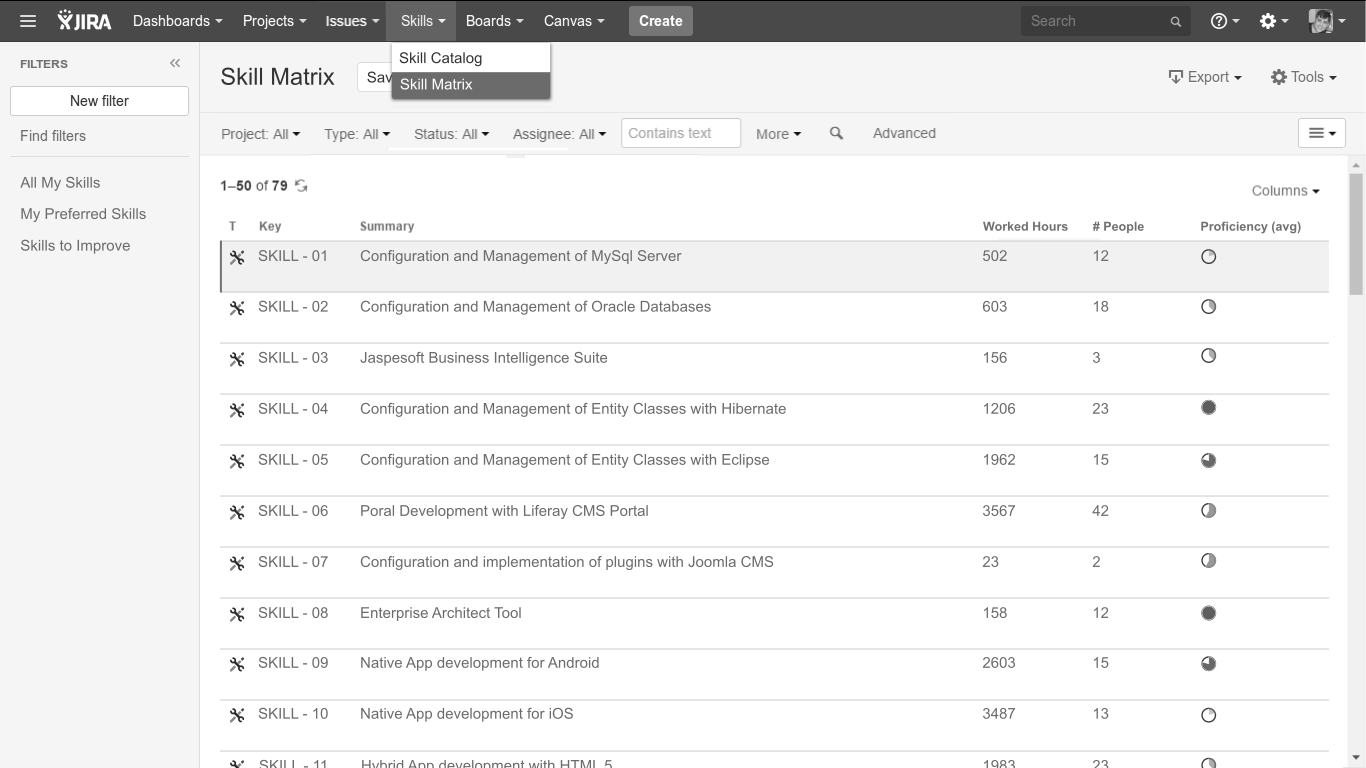 JIRA Dashboards Projects Issues Skills Boards Canvas Create Search
Skill Catalog
Skill Matrix
FILTERS
New filter
Find filters
All My Skills
My Preferred Skills
Skills to Improve
Skill Matrix Sav Export Tools
Project: All Type: All Status: All Assignee: All Contains text More Advanced
1–50 of 79
Columns
T Key Summary Worked Hours # People Proficiency (avg)
SKILL - 01 Configuration and Management of MySql Server 502 12
SKILL - 02 Configuration and Management of Oracle Databases 603 18
SKILL - 03 Jaspesoft Business Intelligence Suite 156 3
SKILL - 04 Configuration and Management of Entity Classes with Hibernate 1206 23
SKILL - 05 Configuration and Management of Entity Classes with Eclipse 1962 15
SKILL - 06 Poral Development with Liferay CMS Portal 3567 42
SKILL - 07 Configuration and implementation of plugins with Joomla CMS 23 2
SKILL - 08 Enterprise Architect Tool 158 12
SKILL - 09 Native App development for Android 2603 15
SKILL - 10 Native App development for iOS 3487 13
SKILL - 11 Hybrid App development with HTML 5 1983 23